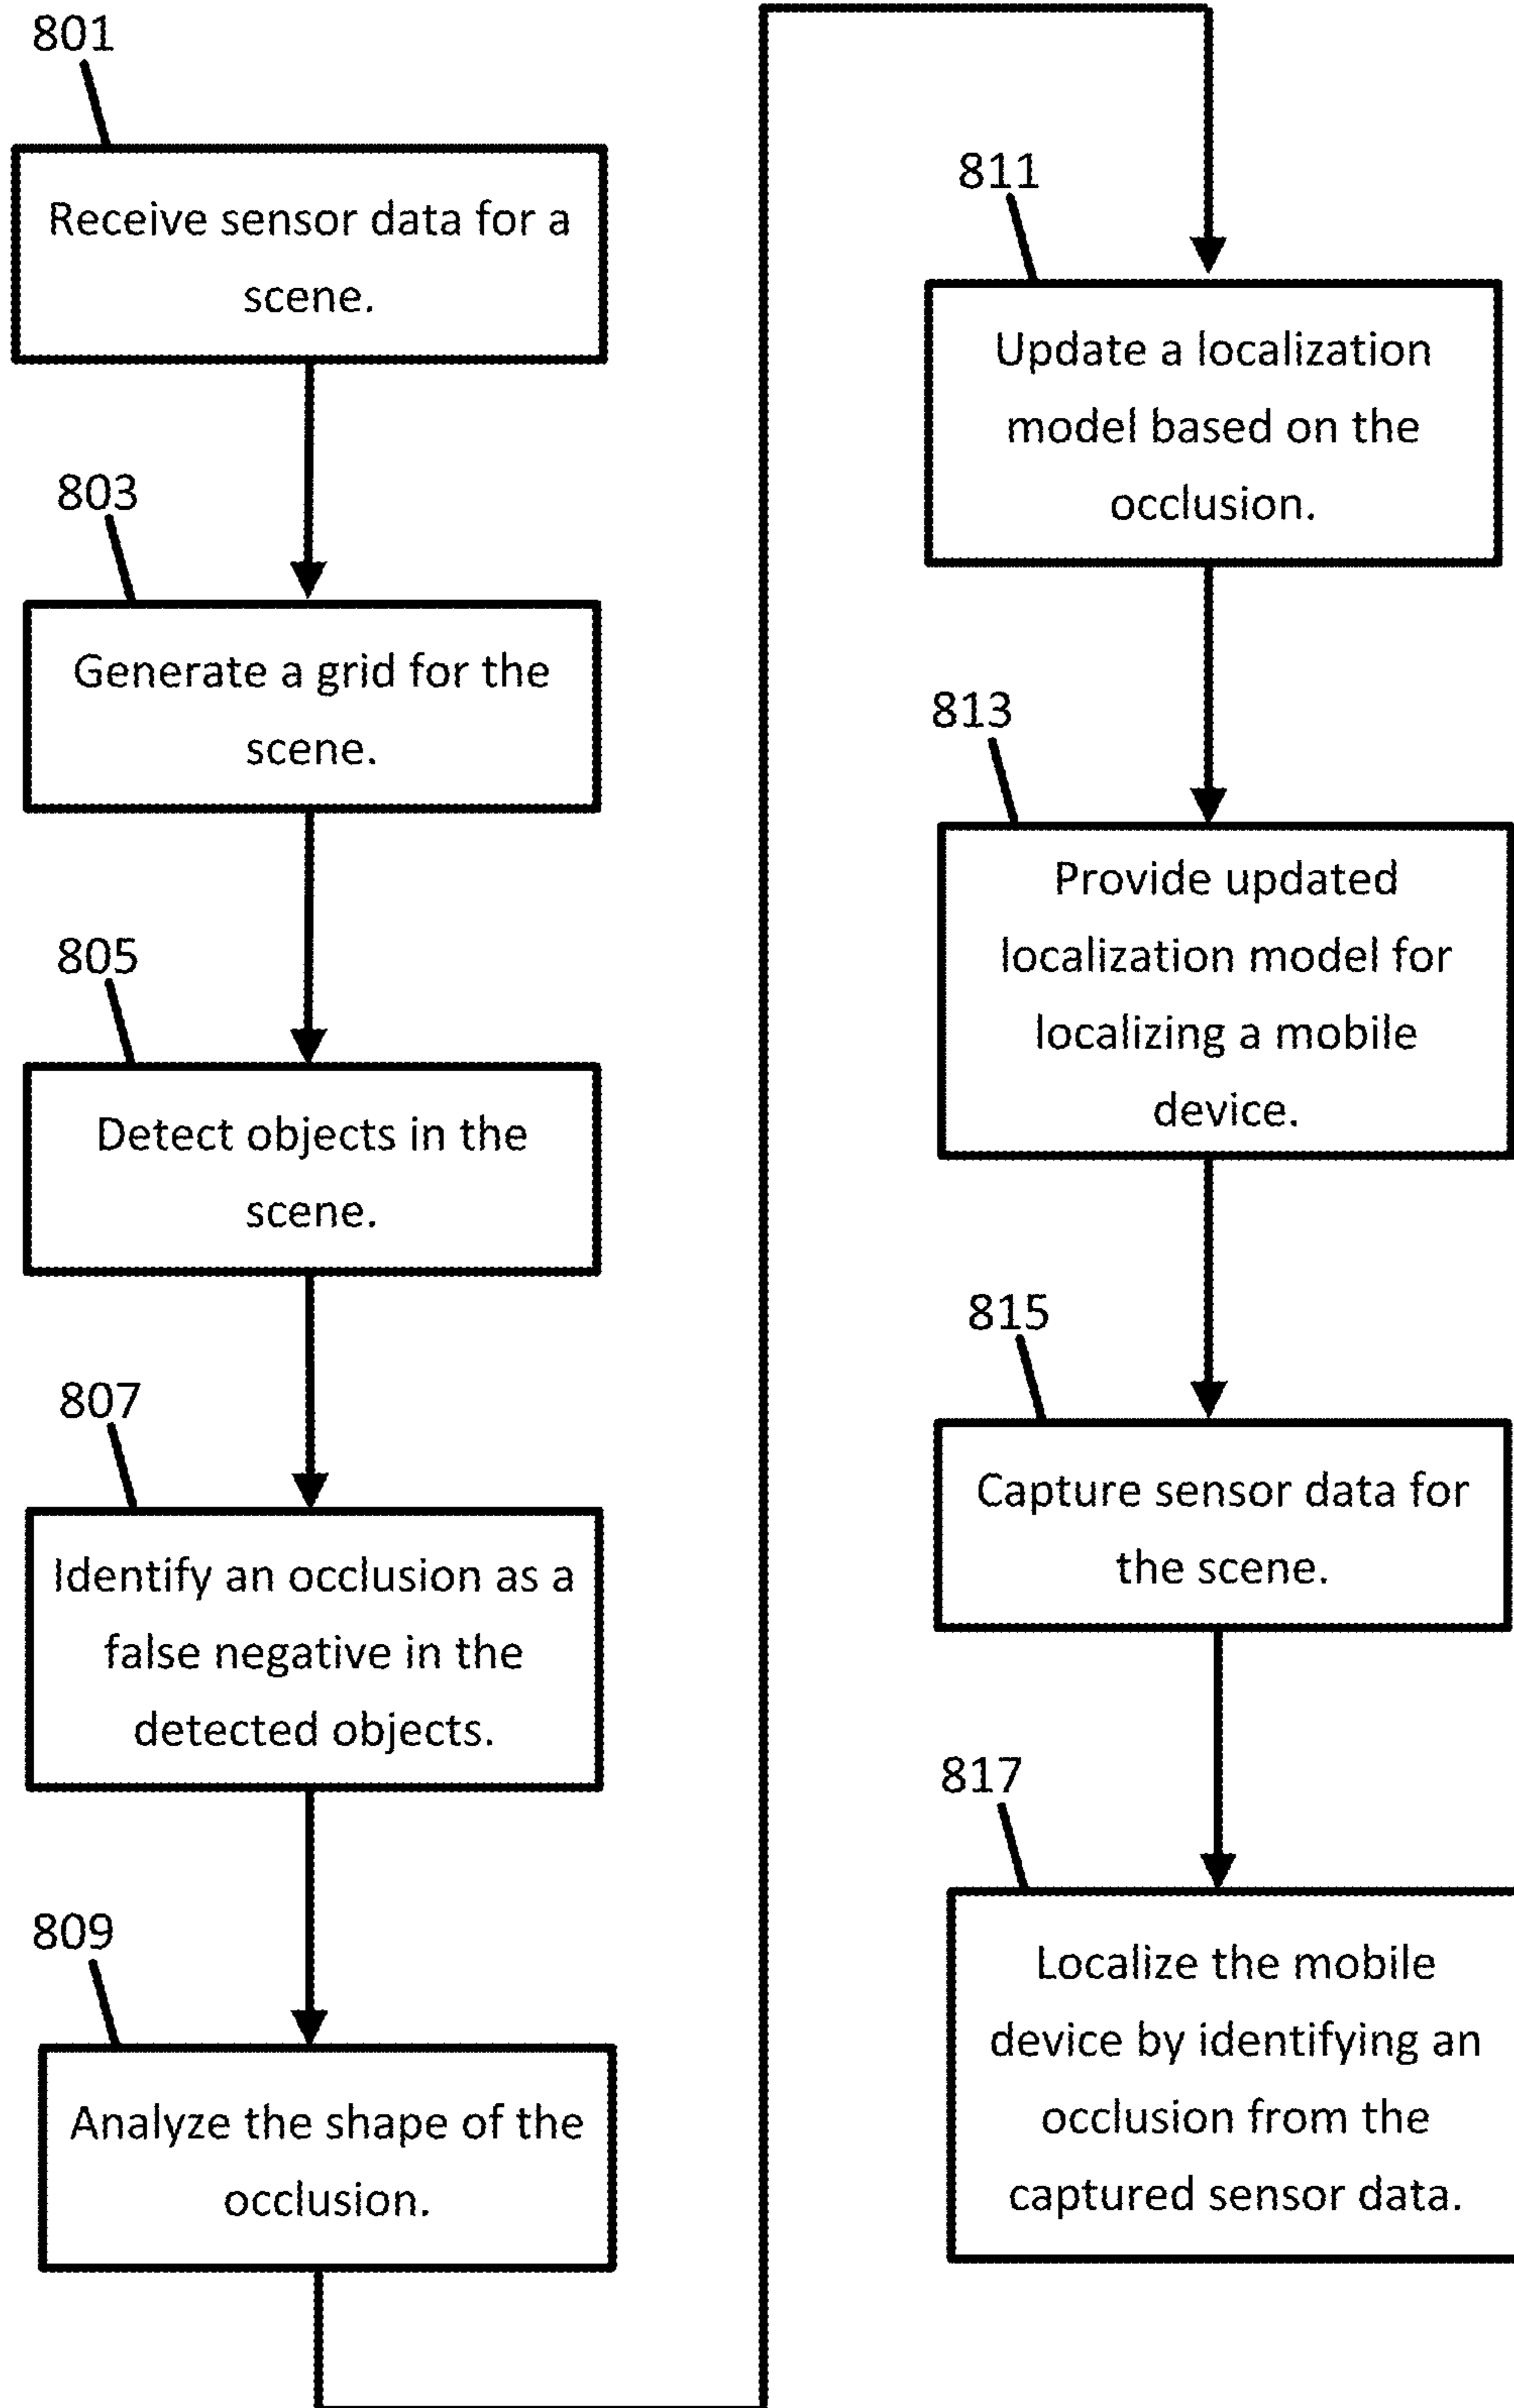 801
Receive sensor data for a
scene.
803
Generate a grid for the
scene.
805
Detect objects in the
scene.
807
Identify an occlusion as a
false negative in the
detected objects.
809
Analyze the shape of the
occlusion.
811
Update a localization
model based on the
occlusion.
813
Provide updated
localization model for
localizing a mobile
device.
815
Capture sensor data for
the scene.
817
Localize the mobile
device by identifying an
occlusion from the
captured sensor data.